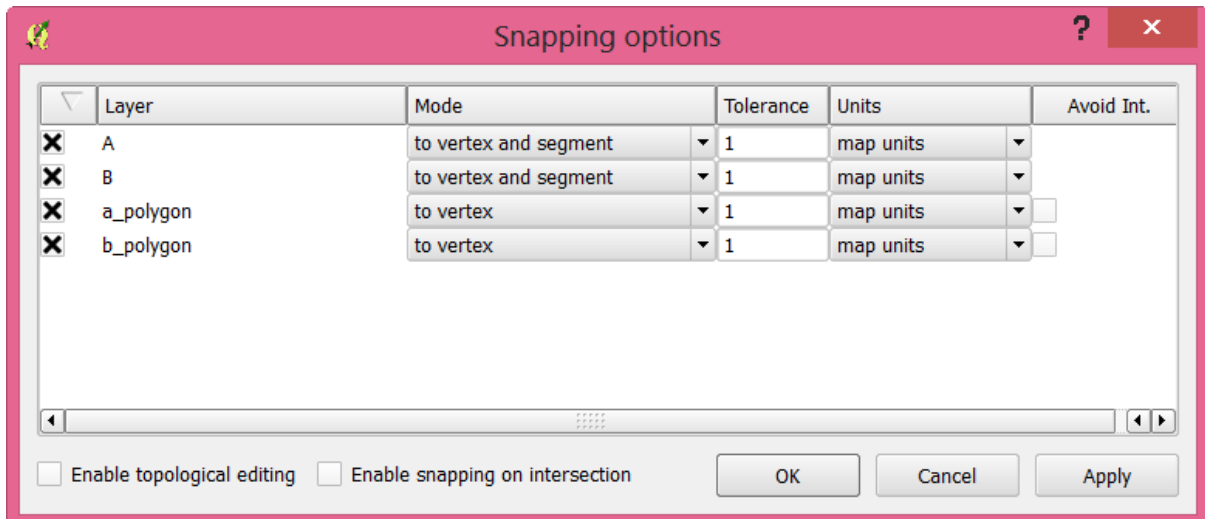 Snapping options ?
Layer Mode Tolerance Units Avoid Int.
A to vertex and segment 1 map units
B to vertex and segment 1 map units
a_polygon to vertex 1 map units
b_polygon to vertex 1 map units
Enable topological editing Enable snapping on intersection OK Cancel Apply